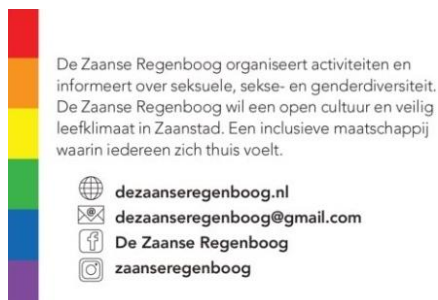 De Zaanse Regenboog organiseert activiteiten en
informeert over seksuele, sekse- en genderdiversiteit.
De Zaanse Regenboog wil een open cultuur en veilig
leefklimaat in Zaanstad. Een inclusieve maatschappij
waarin iedereen zich thuis voelt.
dezaanseregenboog.nl
dezaanseregenboog@gmail.com
De Zaanse Regenboog
zaanseregenboog